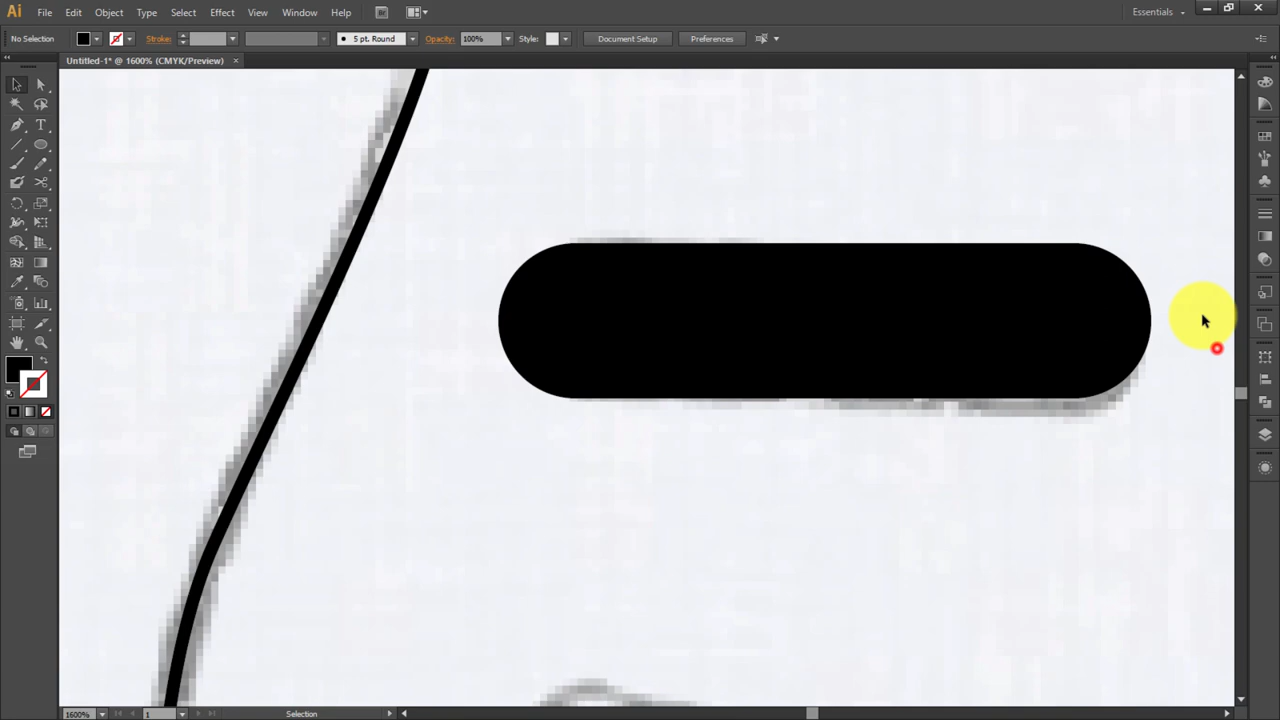 Ai File Edit Object Type Select Effect View Window Help Br Essentials
No Selection Stroke: 5 pt. Round Opacity: 100% Style: Document Setup Preferences
Untitled-1* @ 1600% (CMYK/Preview) ×
T
1600% 1 Selection